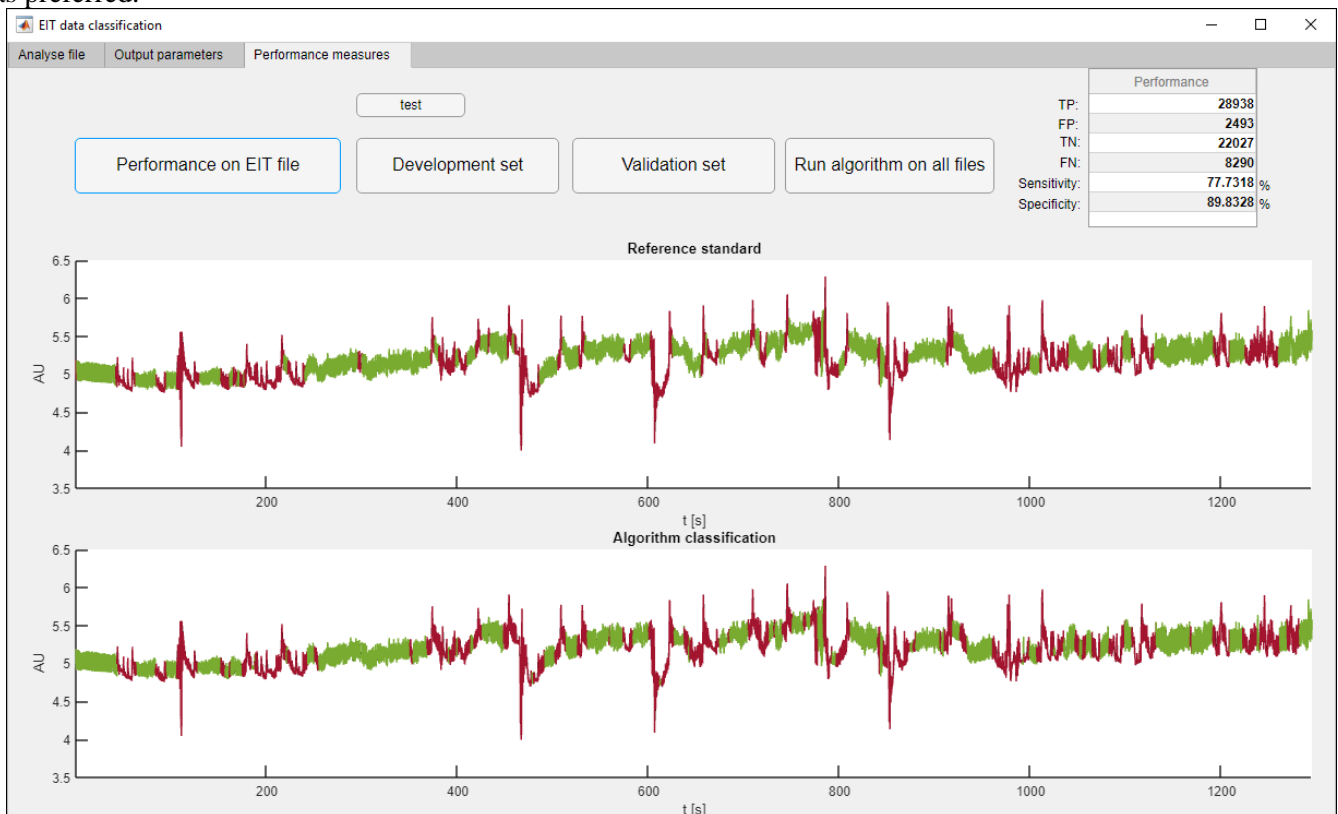 as preferred.
EIT data classification
Analyse file Output parameters Performance measures
Performance
test
TP: 28938
FP: 2493
TN: 22027
FN: 8290
Sensitivity: 77.7318 %
Specificity: 89.8328 %
Performance on EIT file Development set Validation set Run algorithm on all files
Reference standard
6.5
6
5.5
5
4.5
4
3.5
AU
200 400 600 800 1000 1200
t [s]
Algorithm classification
6.5
6
5.5
5
4.5
4
3.5
AU
200 400 600 800 1000 1200
t [s]